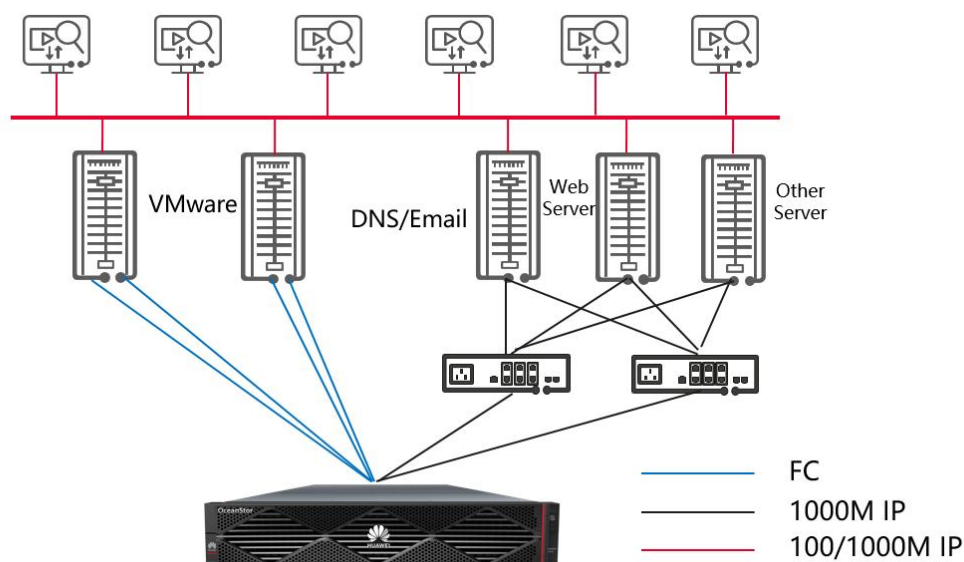 VMware
DNS/Email
Web
Server
Other
Server
OceanStor
HUAWEI
FC
1000M IP
100/1000M IP